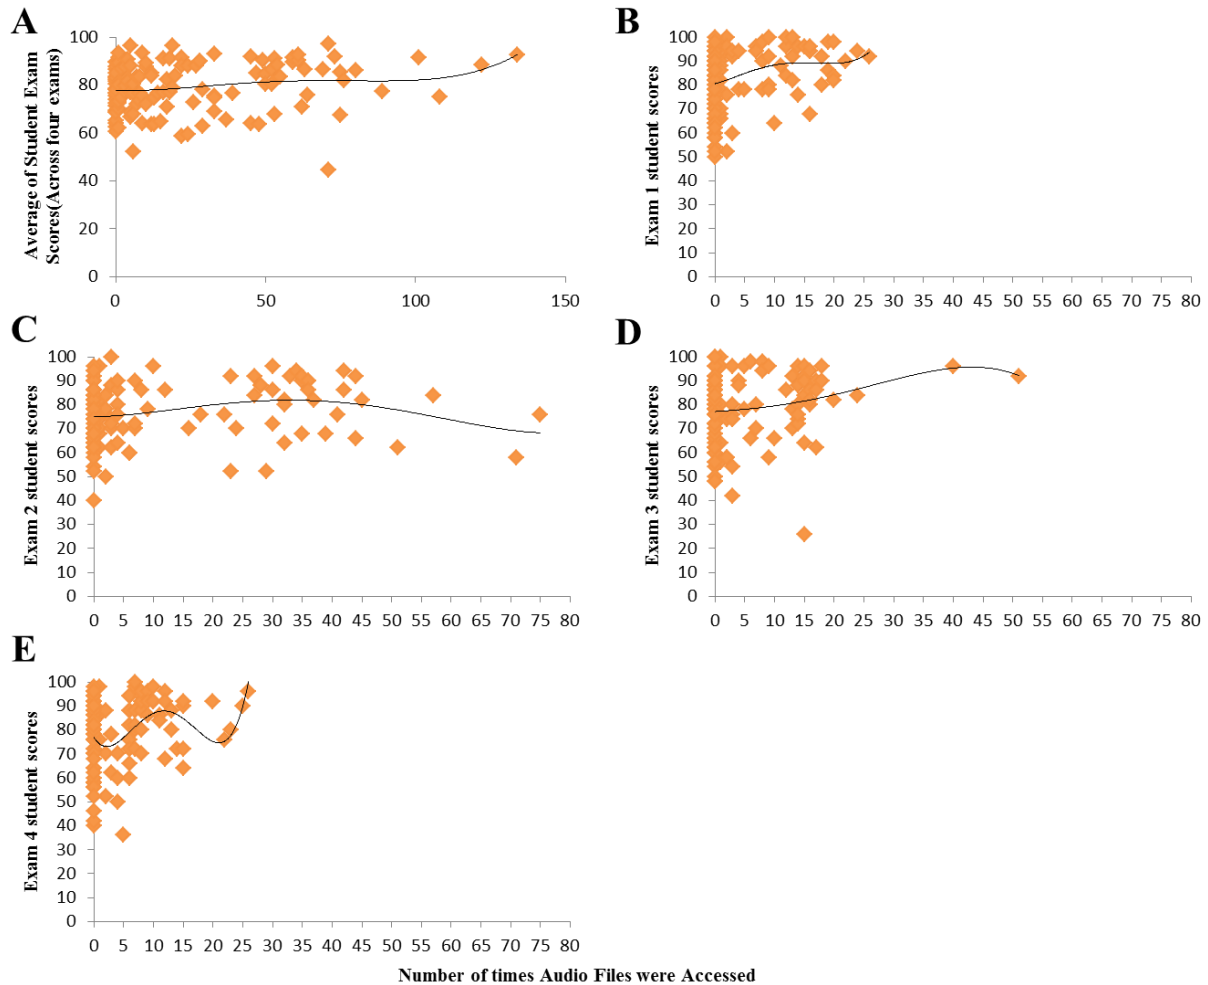 A
Average of Student Exam
Scores(Across four exams)
100
80
60
40
20
0
0 50 100 150
B
Exam 1 student scores
100
90
80
70
60
50
40
30
20
10
0
0 5 10 15 20 25 30 35 40 45 50 55 60 65 70 75 80
C
Exam 2 student scores
100
90
80
70
60
50
40
30
20
10
0
0 5 10 15 20 25 30 35 40 45 50 55 60 65 70 75 80
D
Exam 3 student scores
100
90
80
70
60
50
40
30
20
10
0
0 5 10 15 20 25 30 35 40 45 50 55 60 65 70 75 80
E
Exam 4 student scores
100
90
80
70
60
50
40
30
20
10
0
0 5 10 15 20 25 30 35 40 45 50 55 60 65 70 75 80
Number of times Audio Files were Accessed